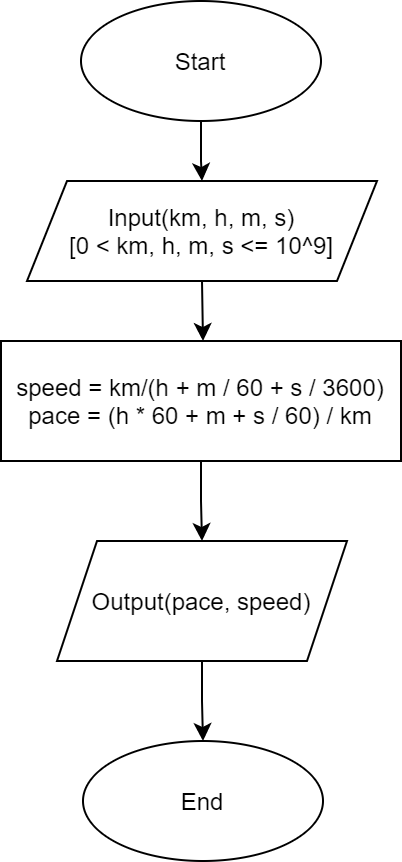 Start
Input(km, h, m, s)
[0 < km, h, m, s <= 10^9]
speed = km/(h + m / 60 + s / 3600)
pace = (h * 60 + m + s / 60) / km
Output(pace, speed)
End